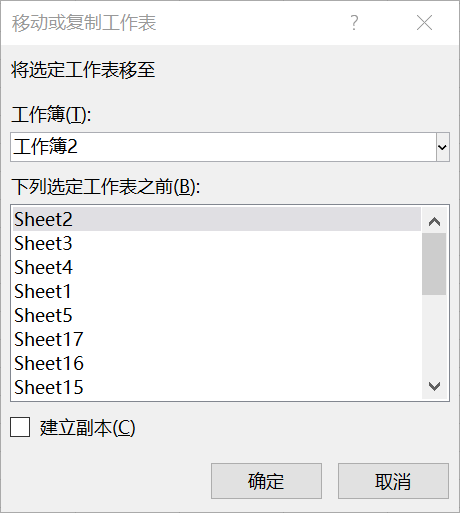 移动或复制工作表 ?
将选定工作表移至
工作簿(T):
工作簿2
下列选定工作表之前(B):
Sheet2
Sheet3
Sheet4
Sheet1
Sheet5
Sheet17
Sheet16
Sheet15
建立副本(C)
确定 取消